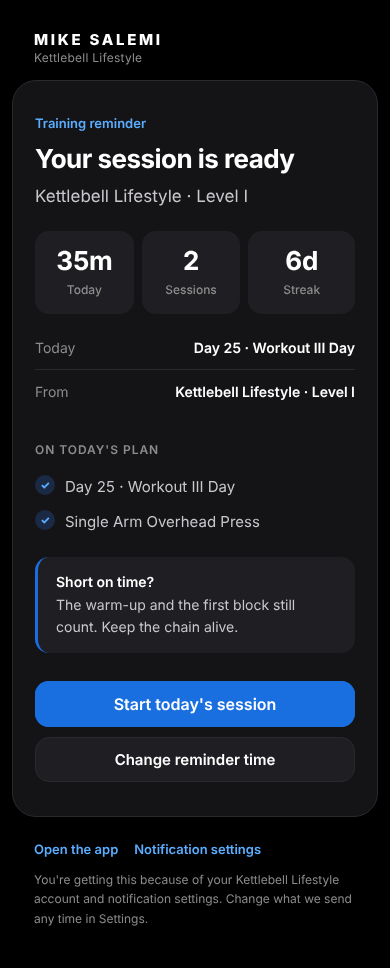 MIKE SALEMI
Kettlebell Lifestyle
Training reminder
Your session is ready
Kettlebell Lifestyle · Level I
35m
Today
2
Sessions
6d
Streak
Today
Day 25 · Workout III Day
From
Kettlebell Lifestyle · Level I
ON TODAY'S PLAN
Day 25 · Workout III Day
Single Arm Overhead Press
Short on time?
The warm-up and the first block still
count. Keep the chain alive.
Start today's session
Change reminder time
Open the app Notification settings
You're getting this because of your Kettlebell Lifestyle
account and notification settings. Change what we send
any time in Settings.